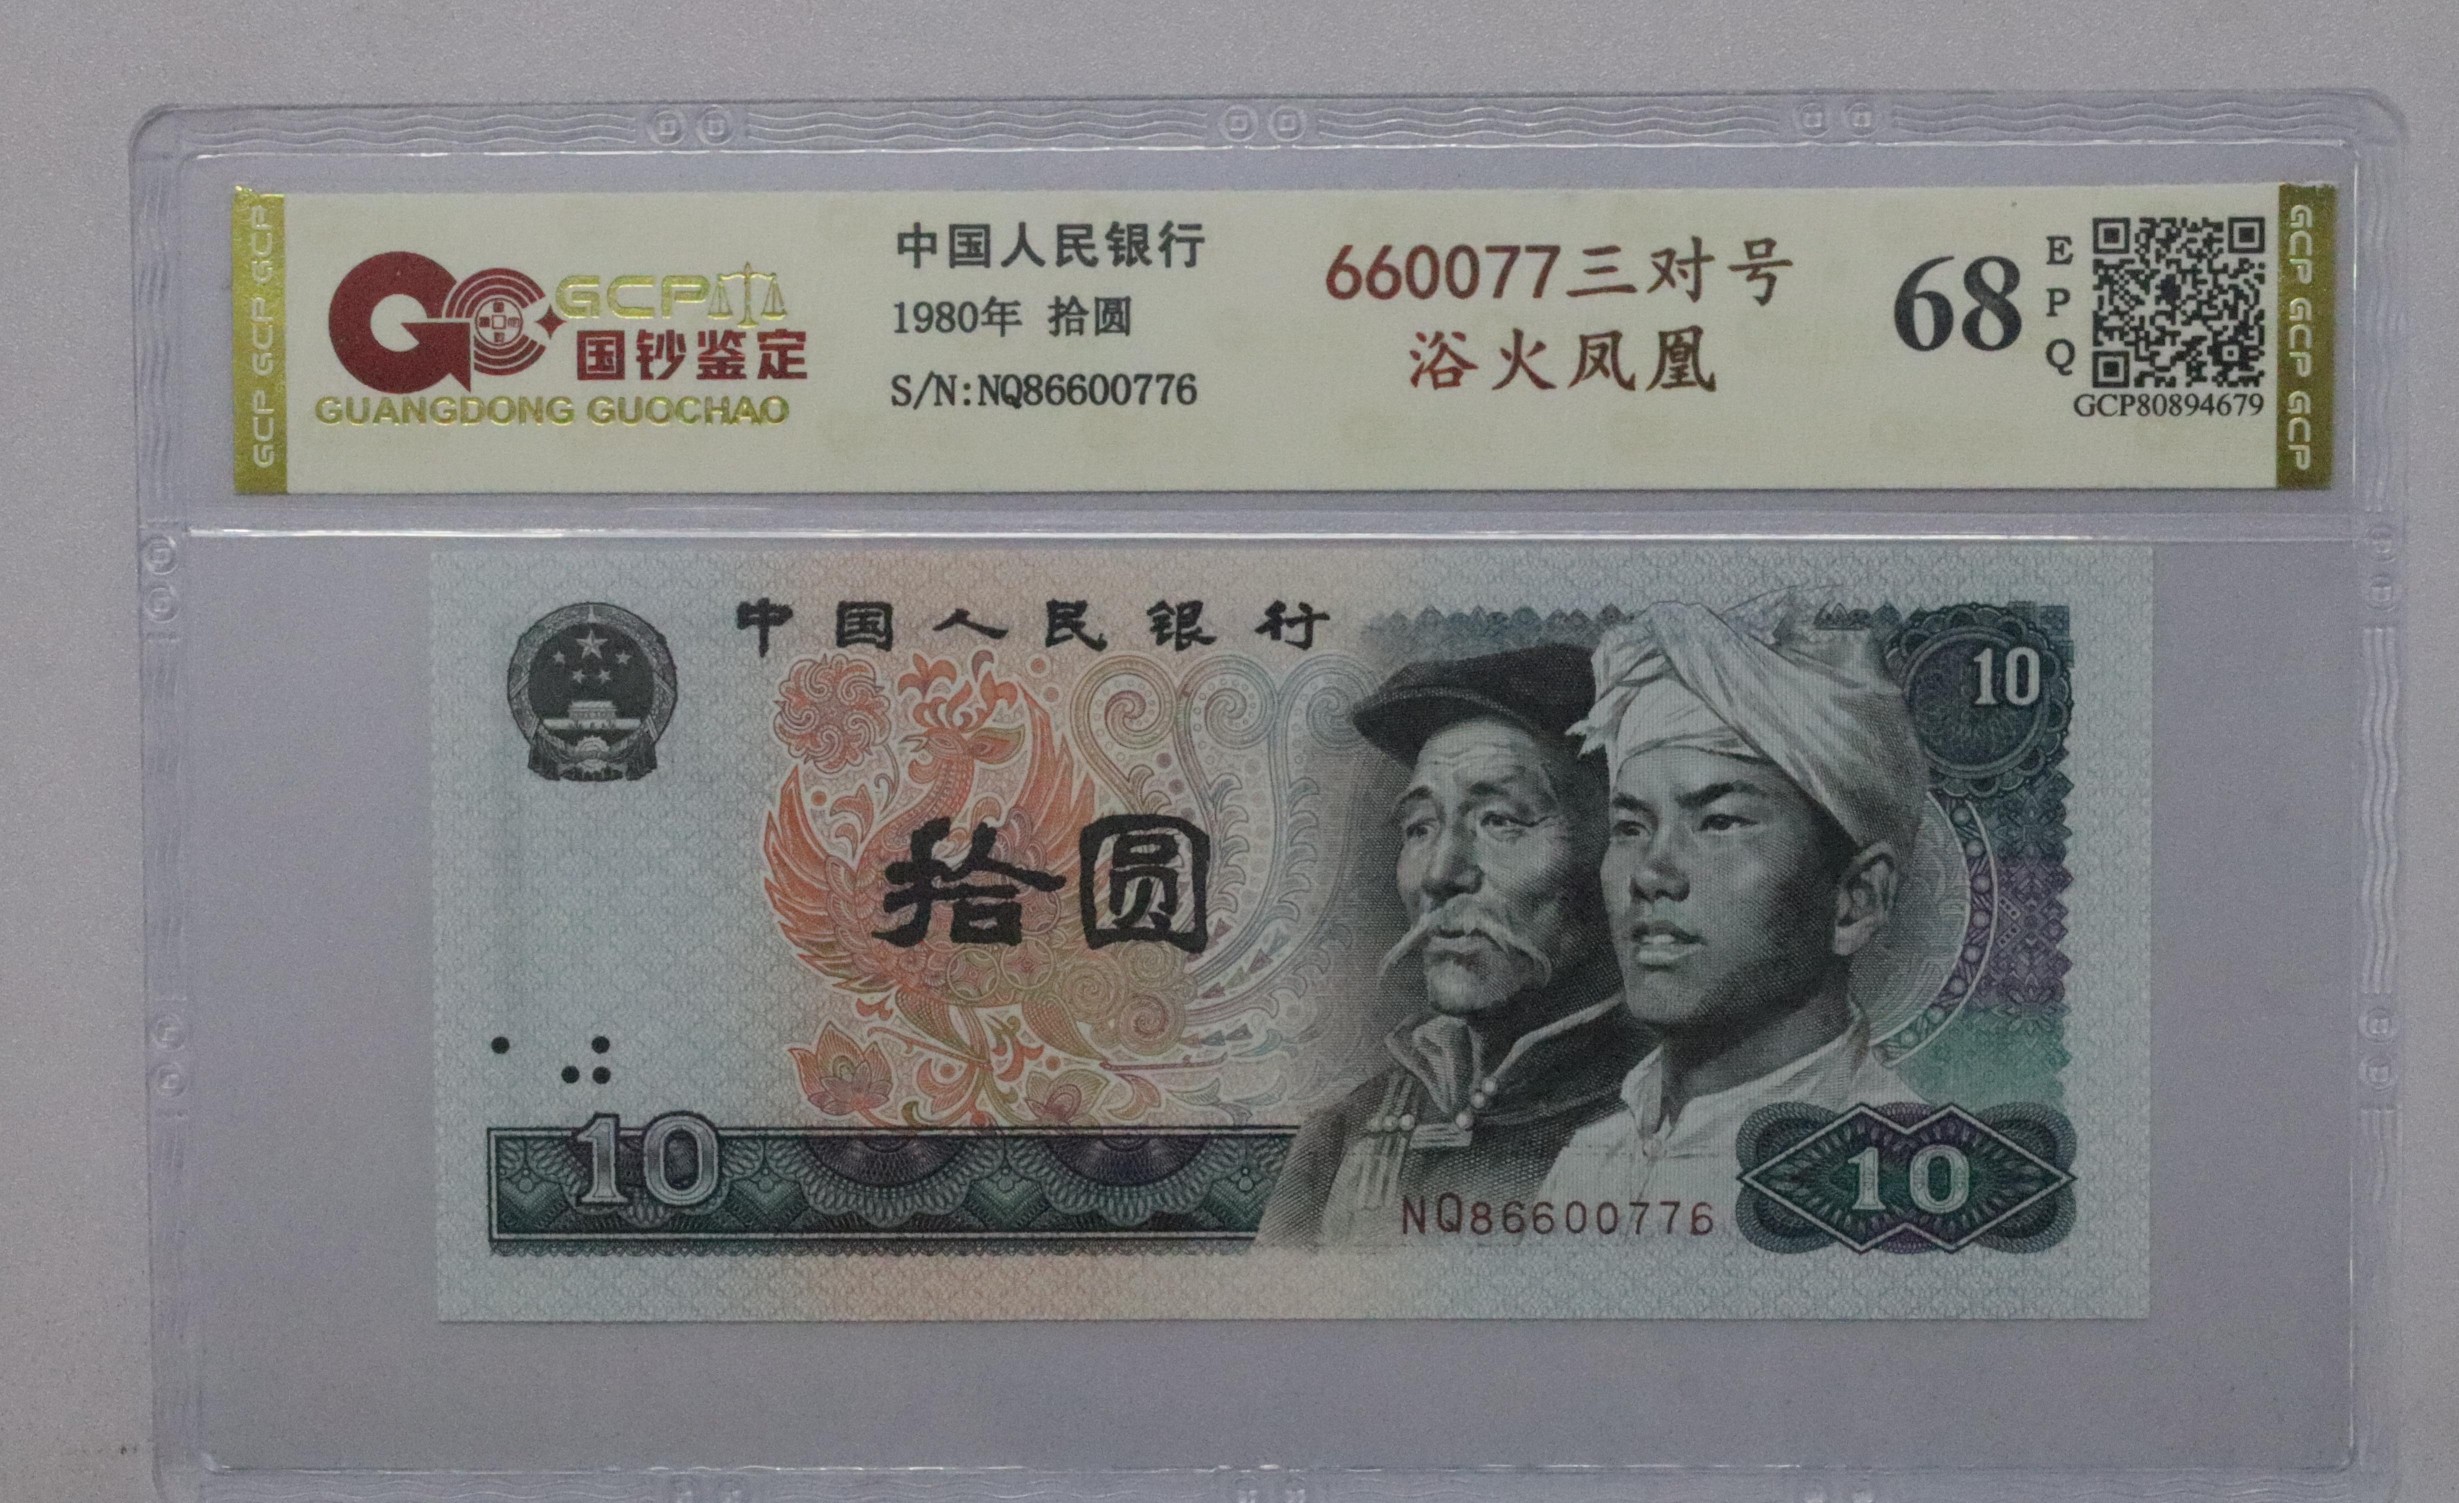 GCP GCP GCP
GCP
国钞鉴定
GUANGDONG GUOCHAO
中国人民银行
1980年 拾圆
S/N:NQ86600776
660077三对号
浴火凤凰
68
E
P
Q
GCP80894679
GCP GCP GCP
中国人民银行
10
拾圆
10
10
NQ86600776